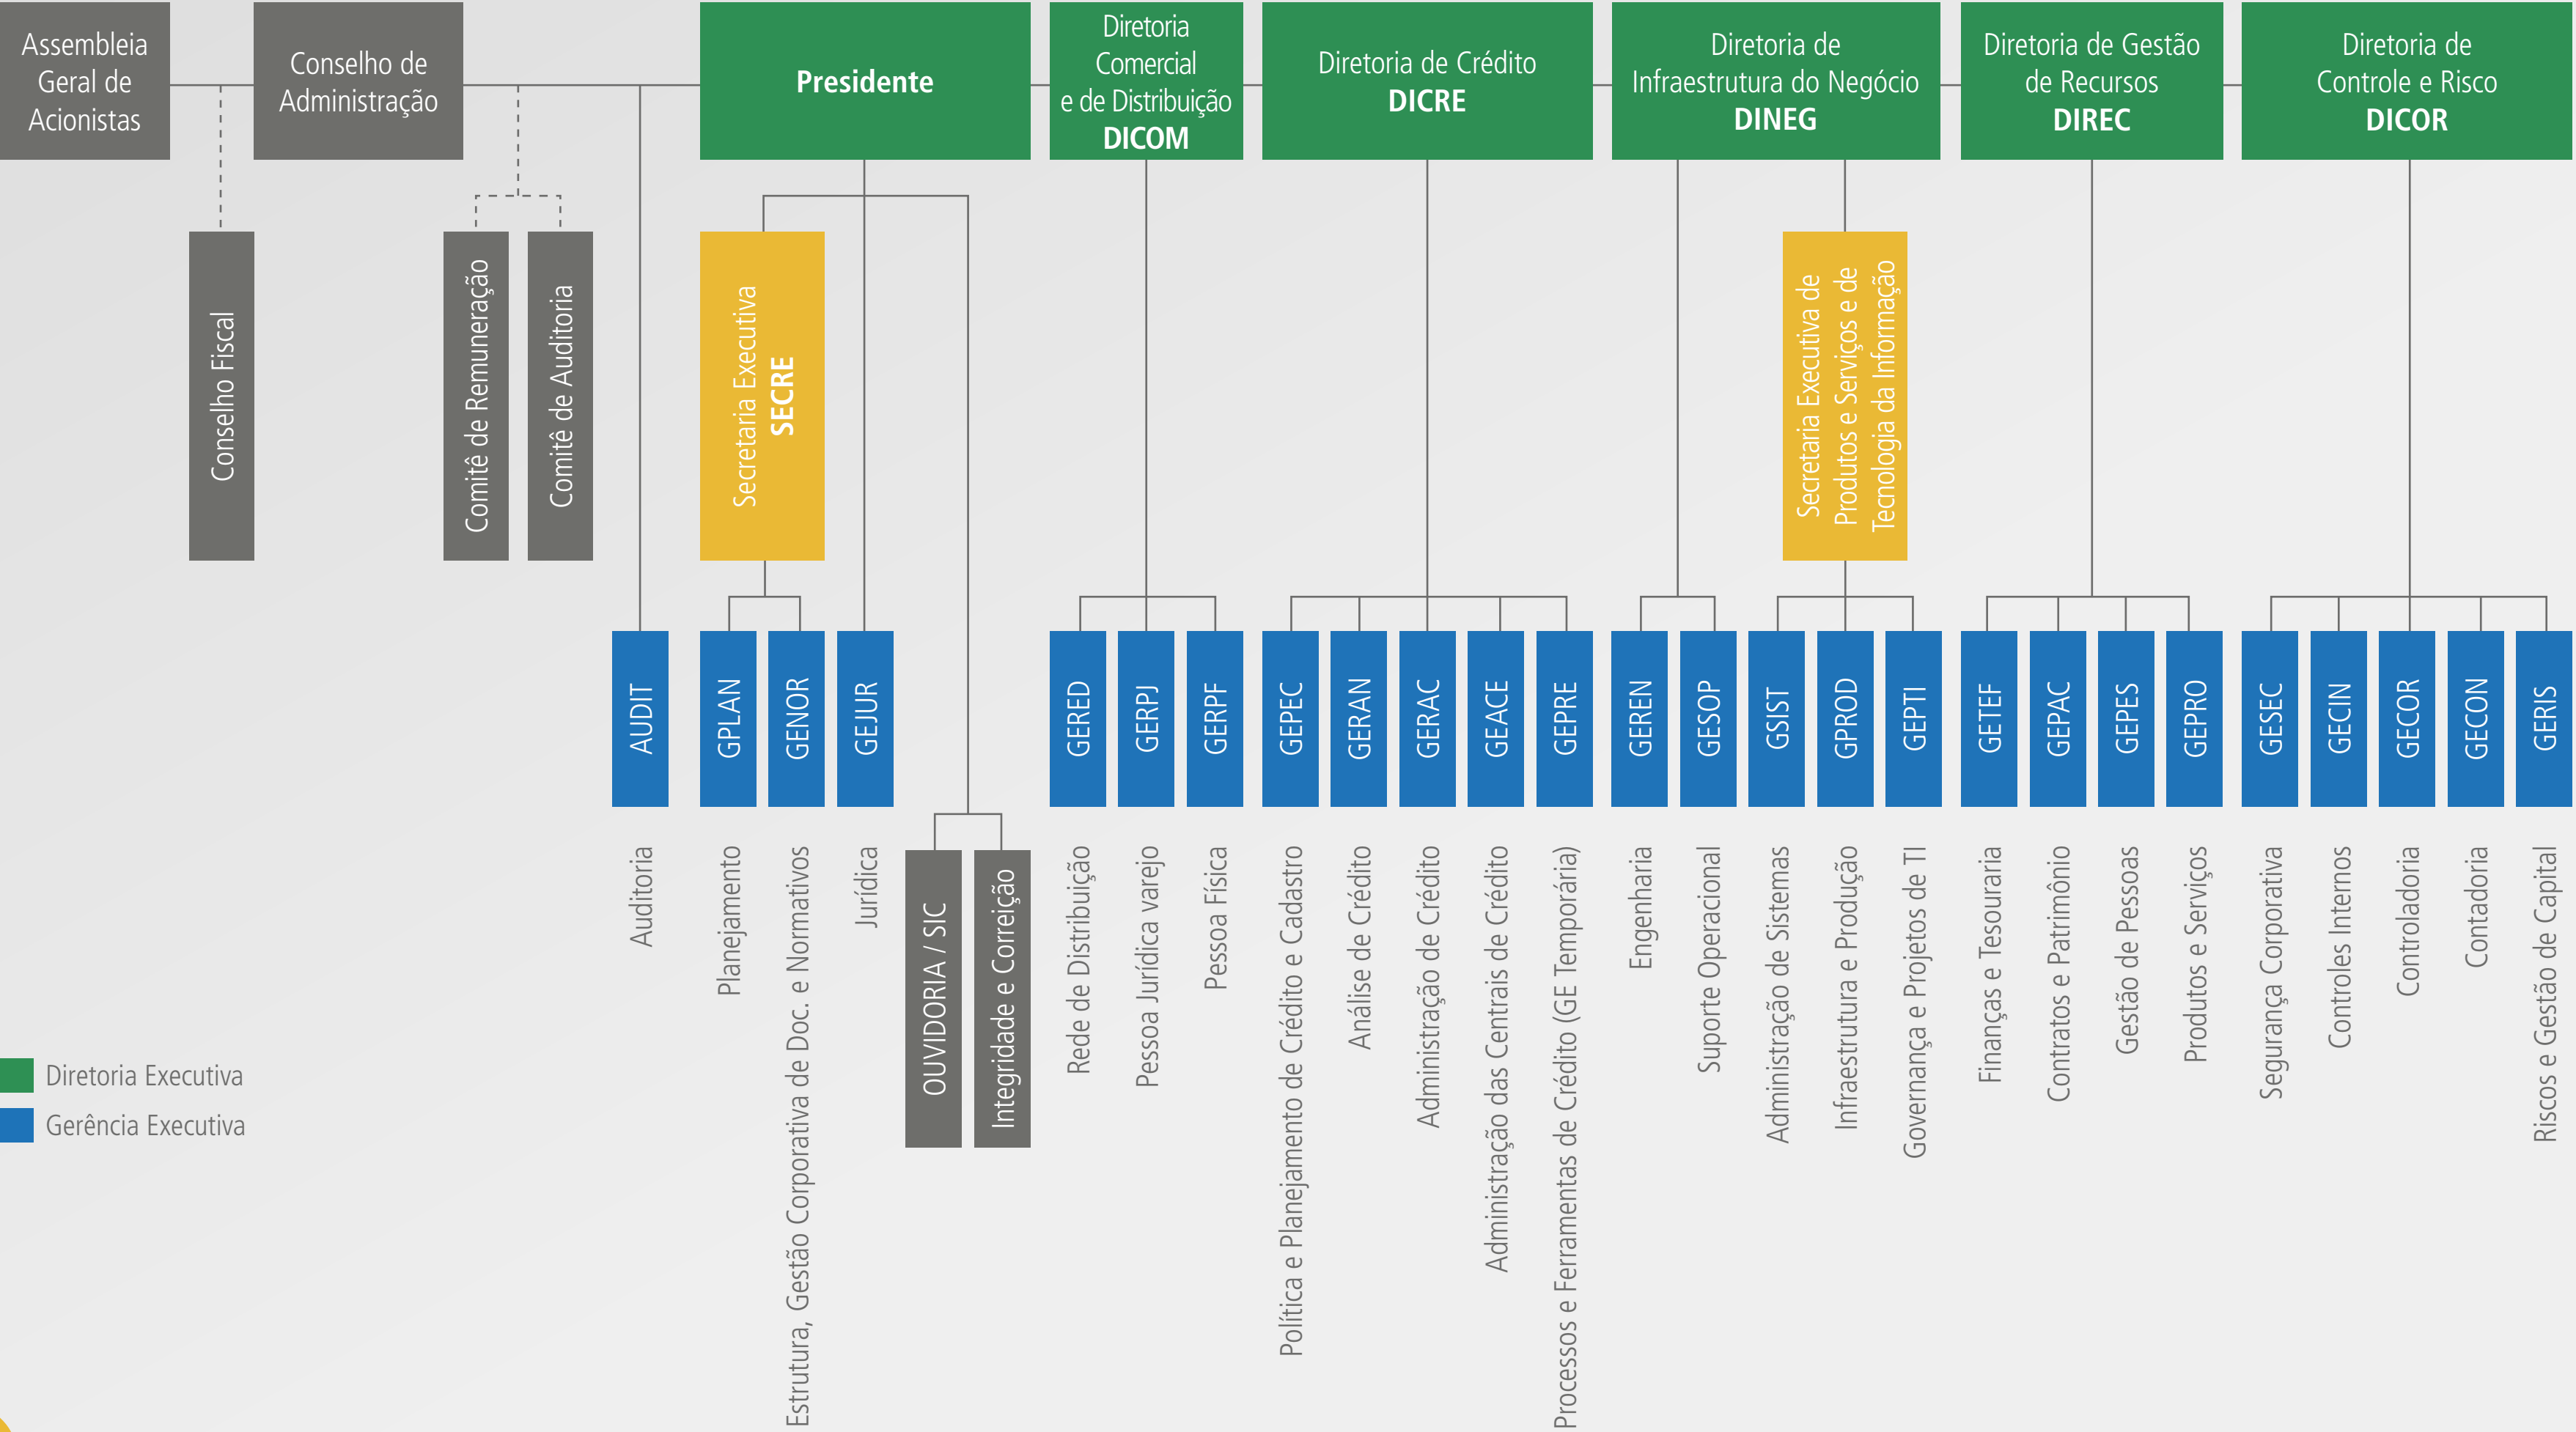 Assembleia
Geral de
Acionistas
Conselho de
Administração
Presidente
Diretoria
Comercial
e de Distribuição
DICOM
Diretoria de Crédito
DICRE
Diretoria de
Infraestrutura do Negócio
DINEG
Diretoria de Gestão
de Recursos
DIREC
Diretoria de
Controle e Risco
DICOR
Conselho Fiscal
Comitê de Remuneração
Comitê de Auditoria
Secretaria Executiva
SECRE
Secretaria Executiva de
Produtos e Serviços e de
Tecnologia da Informação
AUDIT
GPLAN
GENOR
GEJUR
GERED
GERPJ
GERPF
GEPEC
GERAN
GERAC
GEACE
GEPRE
GEREN
GESOP
GSIST
GPROD
GEPTI
GETEF
GEPAC
GEPES
GEPRO
GESEC
GECIN
GECOR
GECON
GERIS
Auditoria
Planejamento
Estrutura, Gestão Corporativa de Doc. e Normativos
Jurídica
OUVIDORIA / SIC
Integridade e Correição
Rede de Distribuição
Pessoa Jurídica varejo
Pessoa Física
Política e Planejamento de Crédito e Cadastro
Análise de Crédito
Administração de Crédito
Administração das Centrais de Crédito
Processos e Ferramentas de Crédito (GE Temporária)
Engenharia
Suporte Operacional
Administração de Sistemas
Infraestrutura e Produção
Governança e Projetos de TI
Finanças e Tesouraria
Contratos e Patrimônio
Gestão de Pessoas
Produtos e Serviços
Segurança Corporativa
Controles Internos
Controladoria
Contadoria
Riscos e Gestão de Capital
Diretoria Executiva
Gerência Executiva